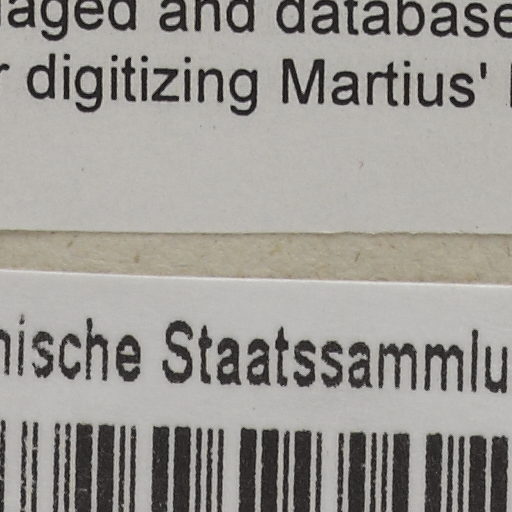 aged and database
digitizing Martius'
nische Staatssammlu